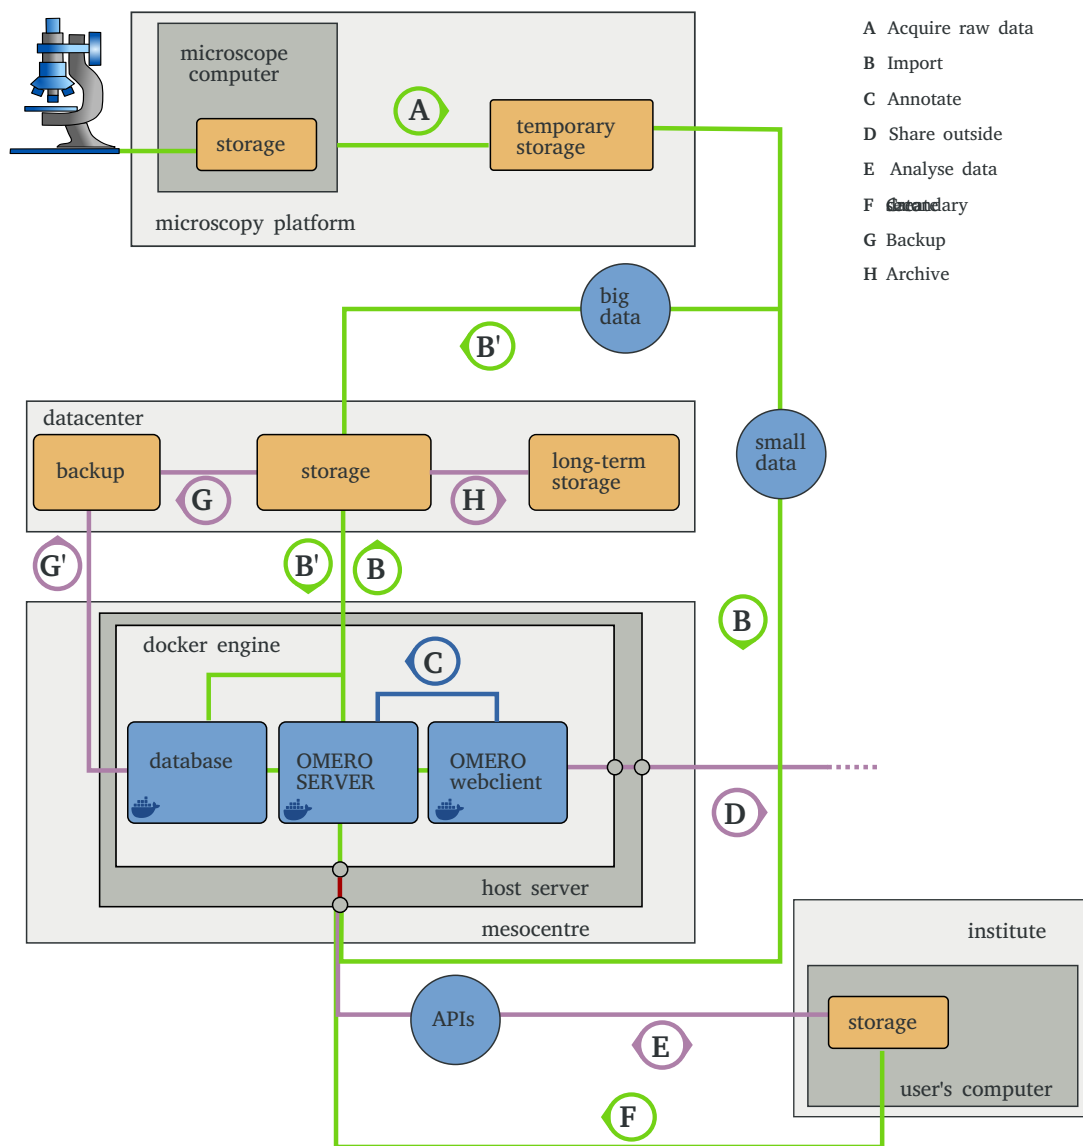 microscope
computer
storage
A
temporary
storage
microscopy platform
A Acquire raw data
B Import
C Annotate
D Share outside
E Analyse data
F
G Backup
H Archive
big
data
B'
datacenter
backup
G
storage
H
long-term
storage
small
data
G'
B'
B
B
docker engine
C
database
OMERO
SERVER
OMERO
webclient
D
host server
mesocentre
institute
APIs
storage
E
user's computer
F